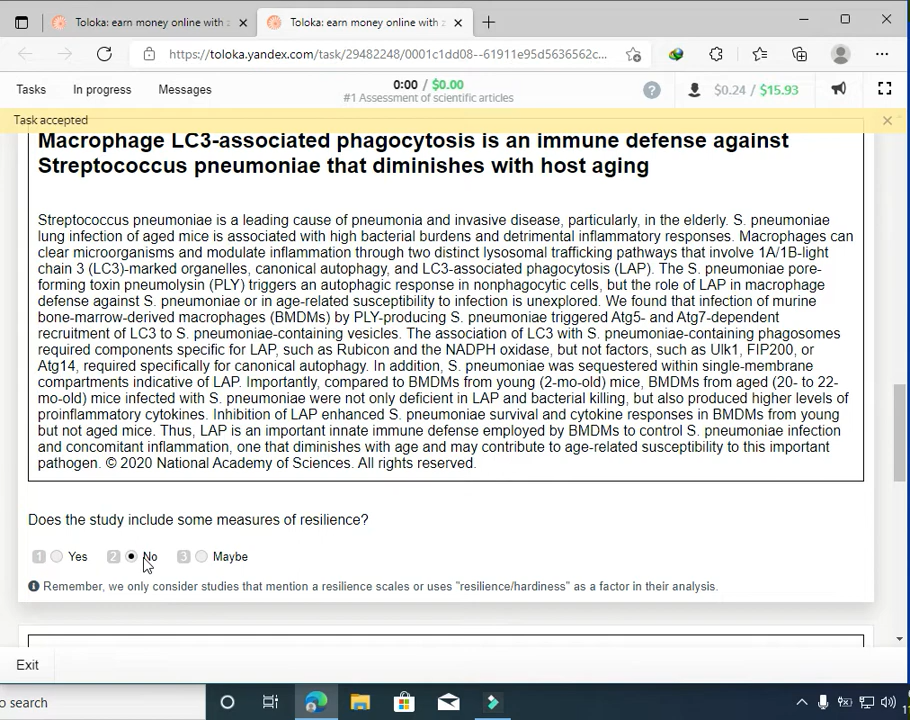 Toloka: earn money online with
Toloka: earn money online with
https://toloka.yandex.com/task/29482248/0001c1dd08--61911e95d5636562c...
Tasks
In progress
Messages
0:00 / $0.00
#1 Assessment of scientific articles
?
$0.24 / $15.93
Task accepted
Macrophage LC3-associated phagocytosis is an immune defense against
Streptococcus pneumoniae that diminishes with host aging
Streptococcus pneumoniae is a leading cause of pneumonia and invasive disease, particularly, in the elderly. S. pneumoniae
lung infection of aged mice is associated with high bacterial burdens and detrimental inflammatory responses. Macrophages can
clear microorganisms and modulate inflammation through two distinct lysosomal trafficking pathways that involve 1A/1B-light
chain 3 (LC3)-marked organelles, canonical autophagy, and LC3-associated phagocytosis (LAP). The S. pneumoniae pore-
forming toxin pneumolysin (PLY) triggers an autophagic response in nonphagocytic cells, but the role of LAP in macrophage
defense against S. pneumoniae or in age-related susceptibility to infection is unexplored. We found that infection of murine
bone-marrow-derived macrophages (BMDMs) by PLY-producing S. pneumoniae triggered Atg5- and Atg7-dependent
recruitment of LC3 to S. pneumoniae-containing vesicles. The association of LC3 with S. pneumoniae-containing phagosomes
required components specific for LAP, such as Rubicon and the NADPH oxidase, but not factors, such as Ulk1, FIP200, or
Atg14, required specifically for canonical autophagy. In addition, S. pneumoniae was sequestered within single-membrane
compartments indicative of LAP. Importantly, compared to BMDMs from young (2-mo-old) mice, BMDMs from aged (20- to 22-
mo-old) mice infected with S. pneumoniae were not only deficient in LAP and bacterial killing, but also produced higher levels of
proinflammatory cytokines. Inhibition of LAP enhanced S. pneumoniae survival and cytokine responses in BMDMs from young
but not aged mice. Thus, LAP is an important innate immune defense employed by BMDMs to control S. pneumoniae infection
and concomitant inflammation, one that diminishes with age and may contribute to age-related susceptibility to this important
pathogen. © 2020 National Academy of Sciences. All rights reserved.
Does the study include some measures of resilience?
1 Yes 2 No 3 Maybe
Remember, we only consider studies that mention a resilience scales or uses "resilience/hardiness" as a factor in their analysis.
Exit
o search